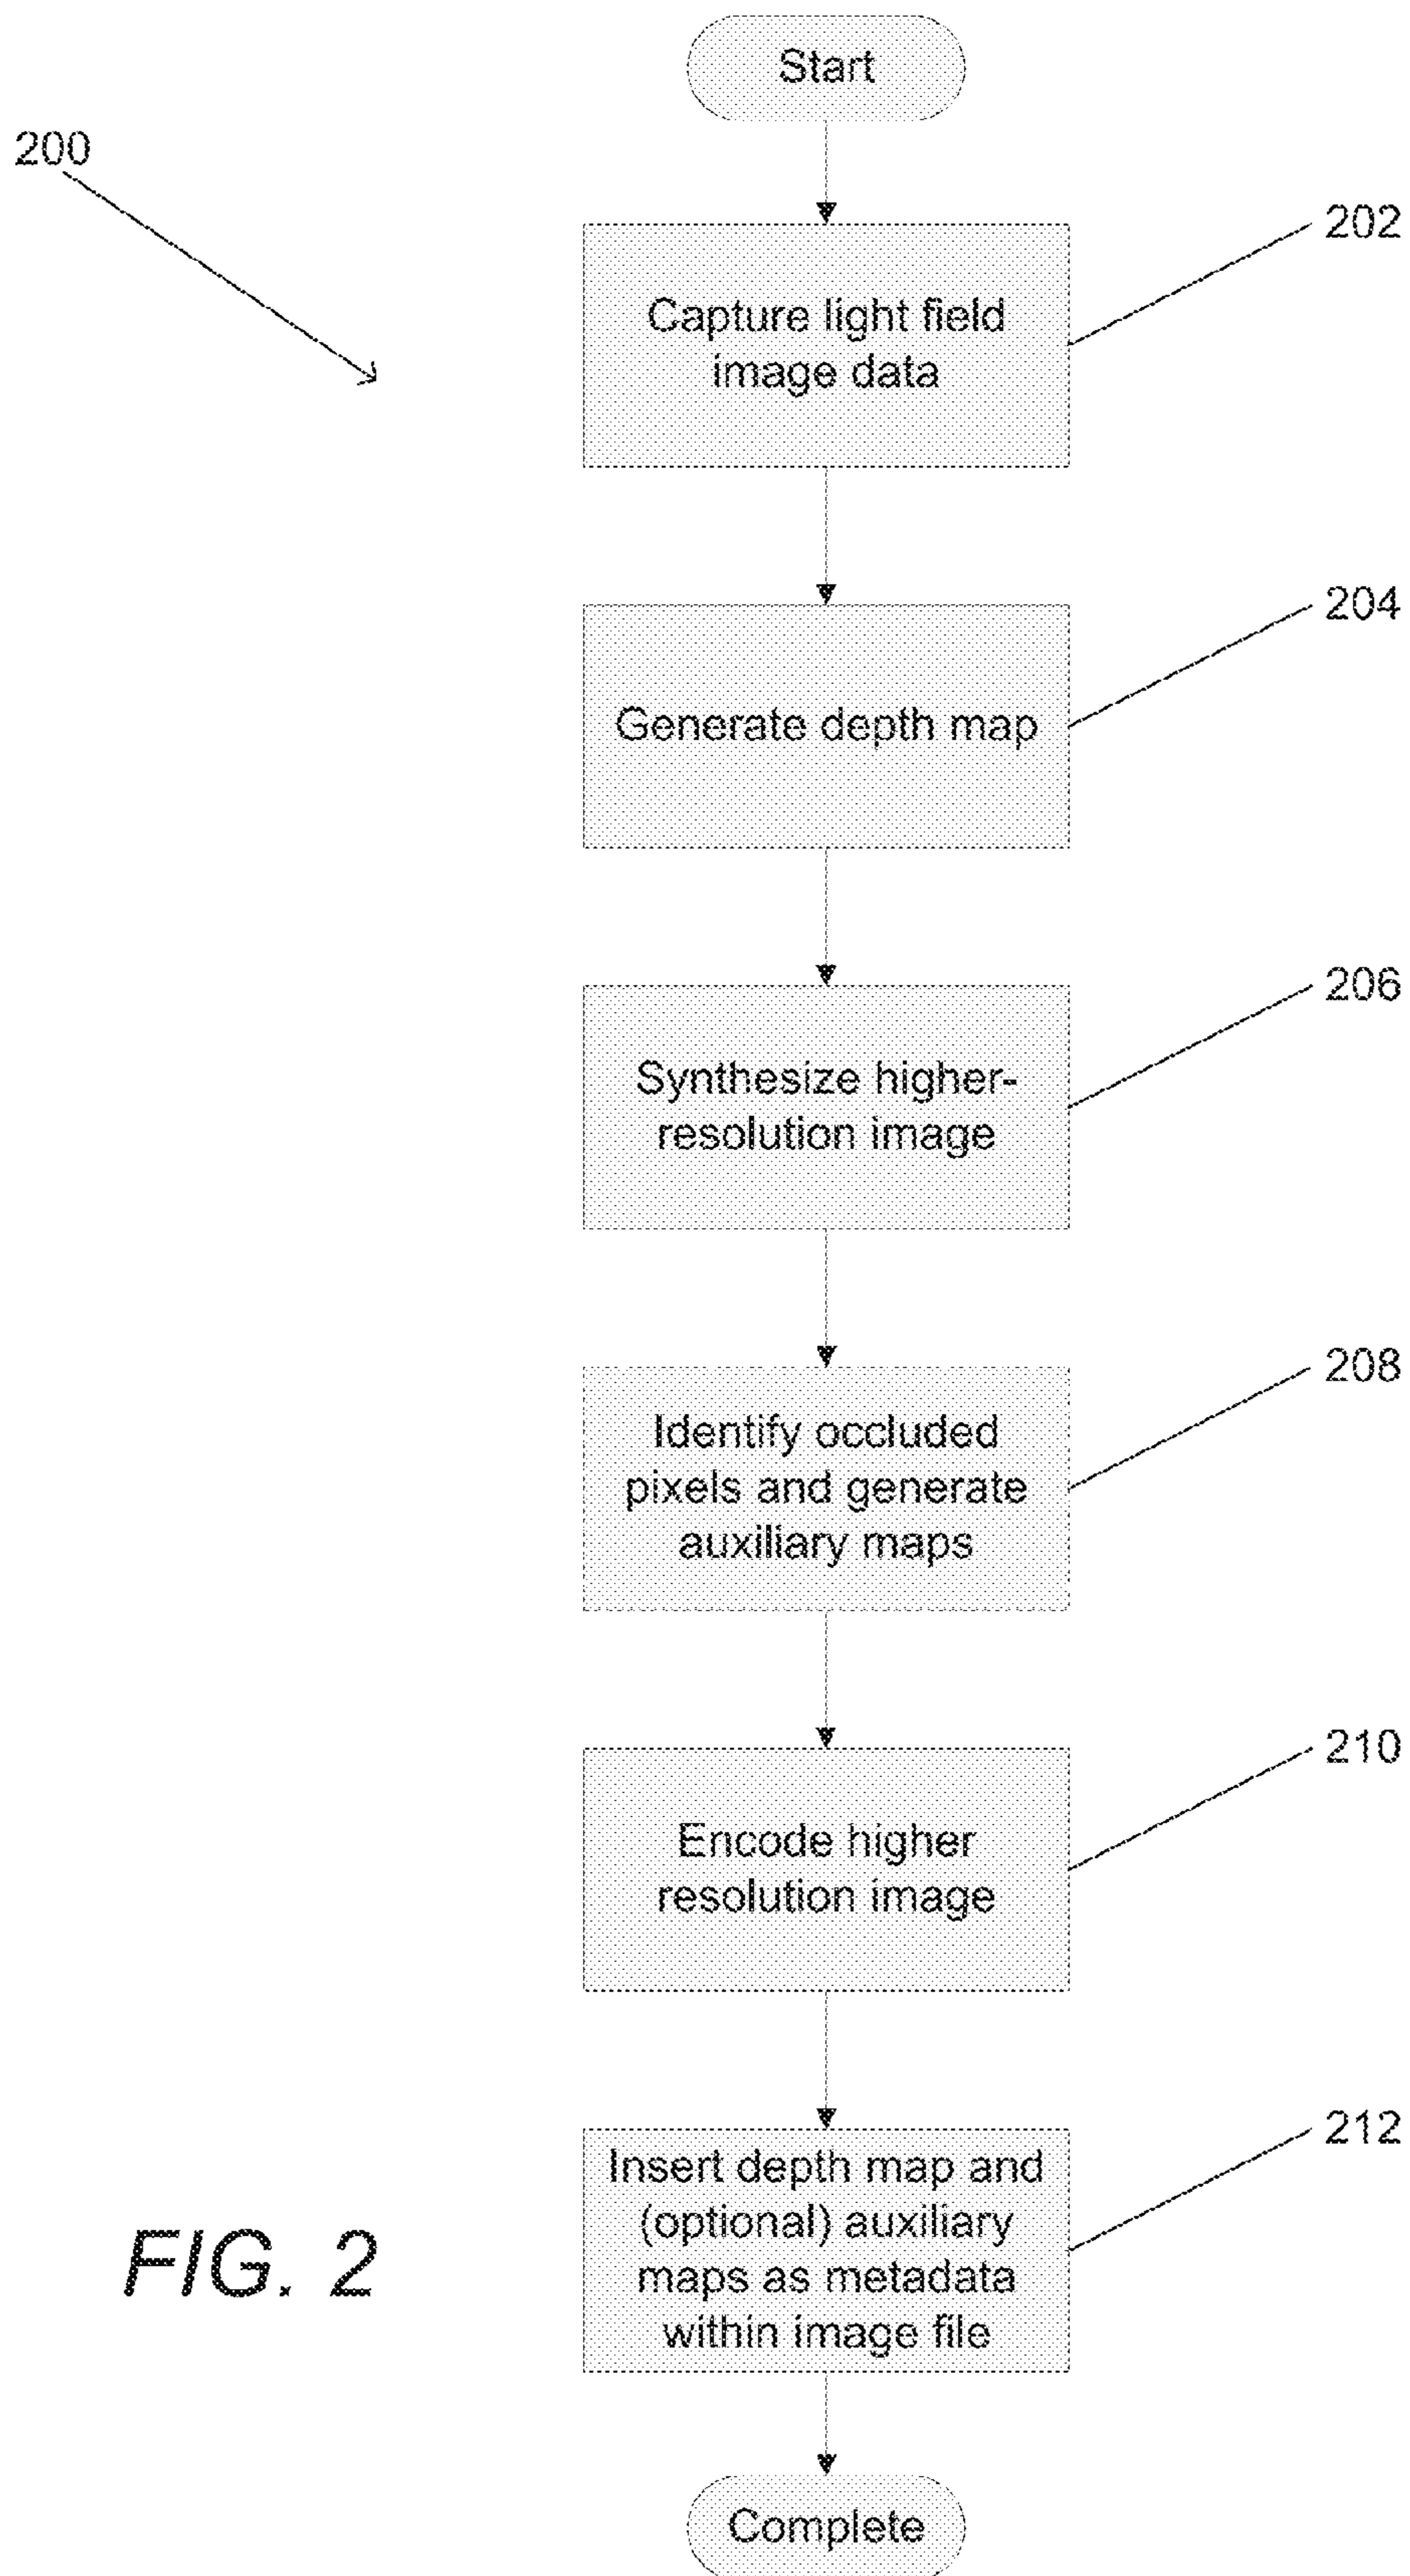 Start
200
202
Capture light field
image data
204
Generate depth map
206
Synthesize higher-
resolution image
208
Identify occluded
pixels and generate
auxiliary maps
210
Encode higher
resolution image
212
Insert depth map and
(optional) auxiliary
maps as metadata
within image file
FIG. 2
Complete